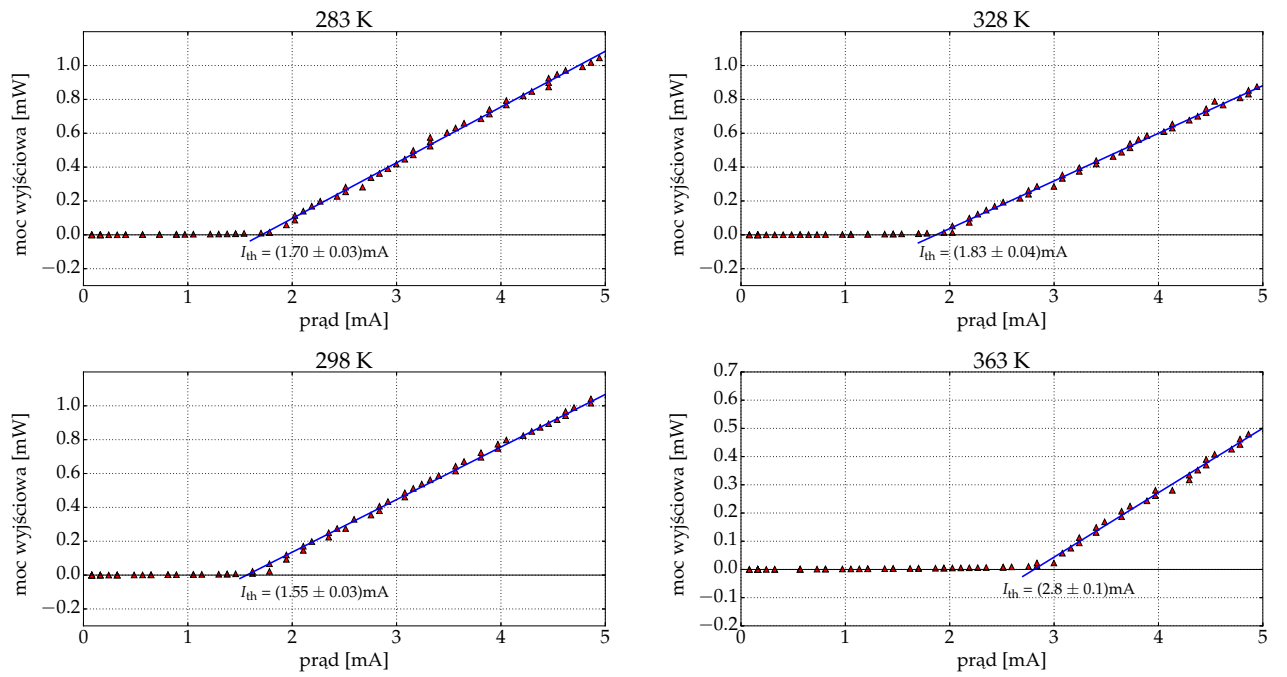 283 K
moc wyjściowa [mW]
1.0
0.8
0.6
0.4
0.2
0.0
−0.2
I_th = (1.70 ± 0.03)mA
0 1 2 3 4 5
prąd [mA]
328 K
moc wyjściowa [mW]
1.0
0.8
0.6
0.4
0.2
0.0
−0.2
I_th = (1.83 ± 0.04)mA
0 1 2 3 4 5
prąd [mA]
298 K
moc wyjściowa [mW]
1.0
0.8
0.6
0.4
0.2
0.0
−0.2
I_th = (1.55 ± 0.03)mA
0 1 2 3 4 5
prąd [mA]
363 K
moc wyjściowa [mW]
0.7
0.6
0.5
0.4
0.3
0.2
0.1
0.0
−0.1
−0.2
I_th = (2.8 ± 0.1)mA
0 1 2 3 4 5
prąd [mA]